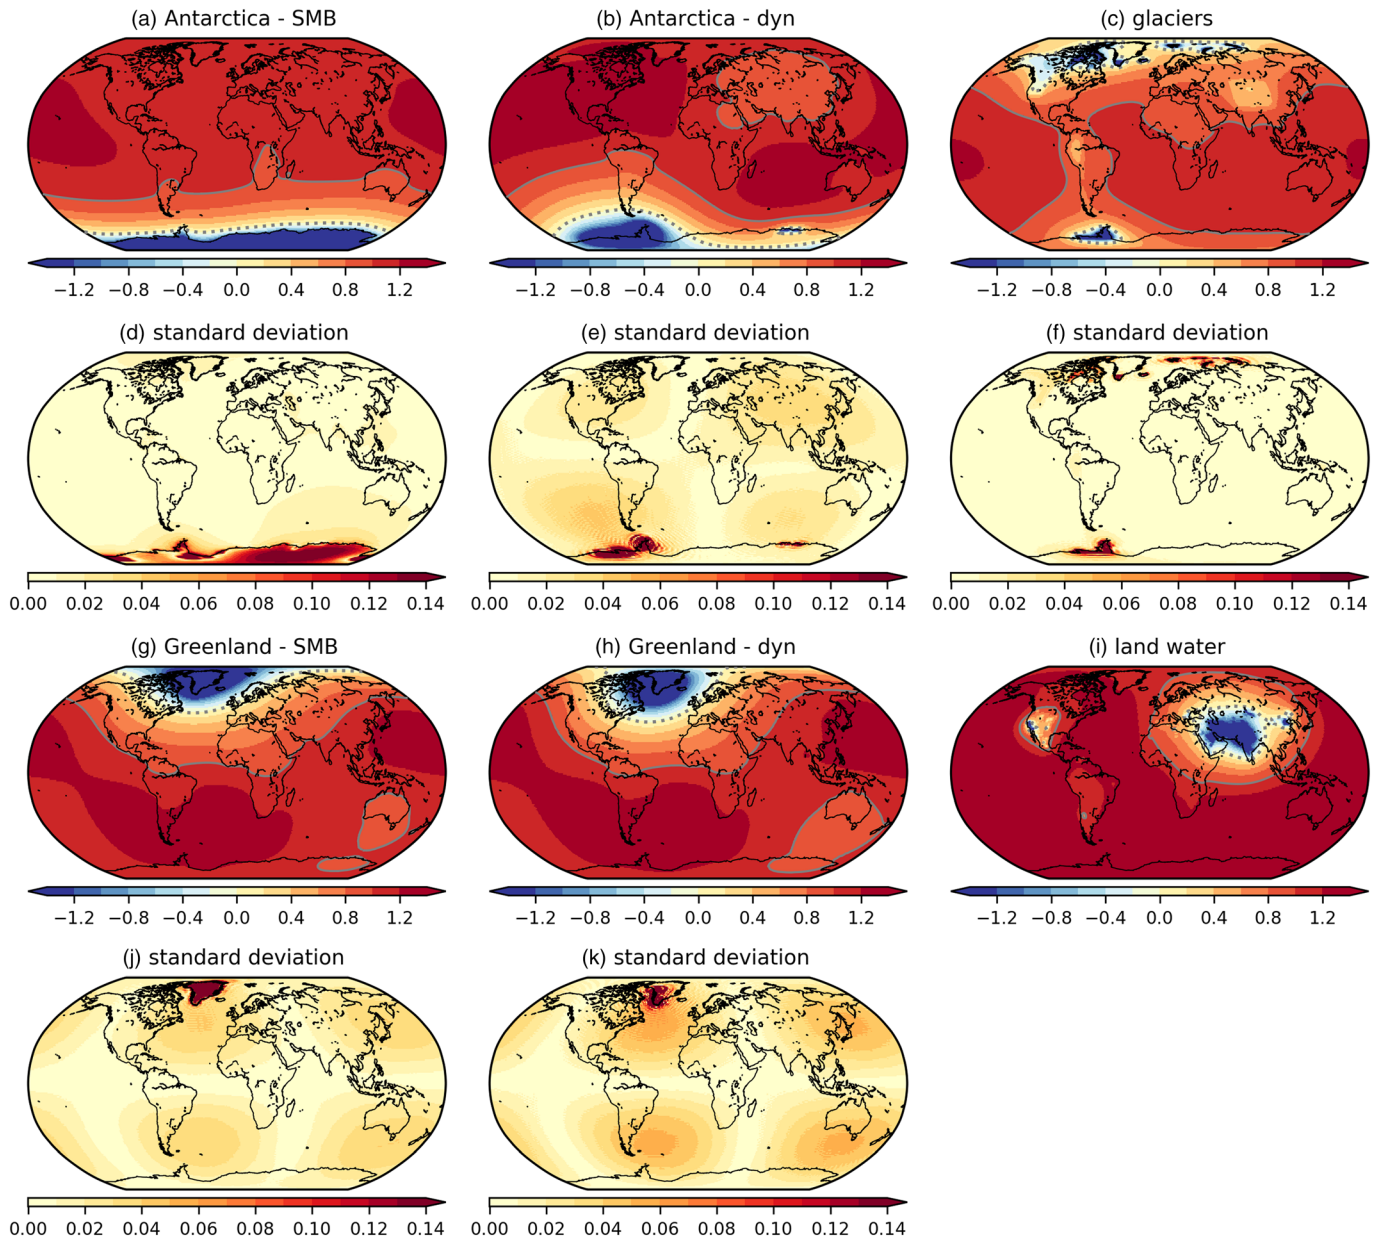 (a) Antarctica - SMB
(b) Antarctica - dyn
(c) glaciers
−1.2 −0.8 −0.4 0.0 0.4 0.8 1.2
−1.2 −0.8 −0.4 0.0 0.4 0.8 1.2
−1.2 −0.8 −0.4 0.0 0.4 0.8 1.2
(d) standard deviation
(e) standard deviation
(f) standard deviation
0.00 0.02 0.04 0.06 0.08 0.10 0.12 0.14
0.00 0.02 0.04 0.06 0.08 0.10 0.12 0.14
0.00 0.02 0.04 0.06 0.08 0.10 0.12 0.14
(g) Greenland - SMB
(h) Greenland - dyn
(i) land water
−1.2 −0.8 −0.4 0.0 0.4 0.8 1.2
−1.2 −0.8 −0.4 0.0 0.4 0.8 1.2
−1.2 −0.8 −0.4 0.0 0.4 0.8 1.2
(j) standard deviation
(k) standard deviation
0.00 0.02 0.04 0.06 0.08 0.10 0.12 0.14
0.00 0.02 0.04 0.06 0.08 0.10 0.12 0.14